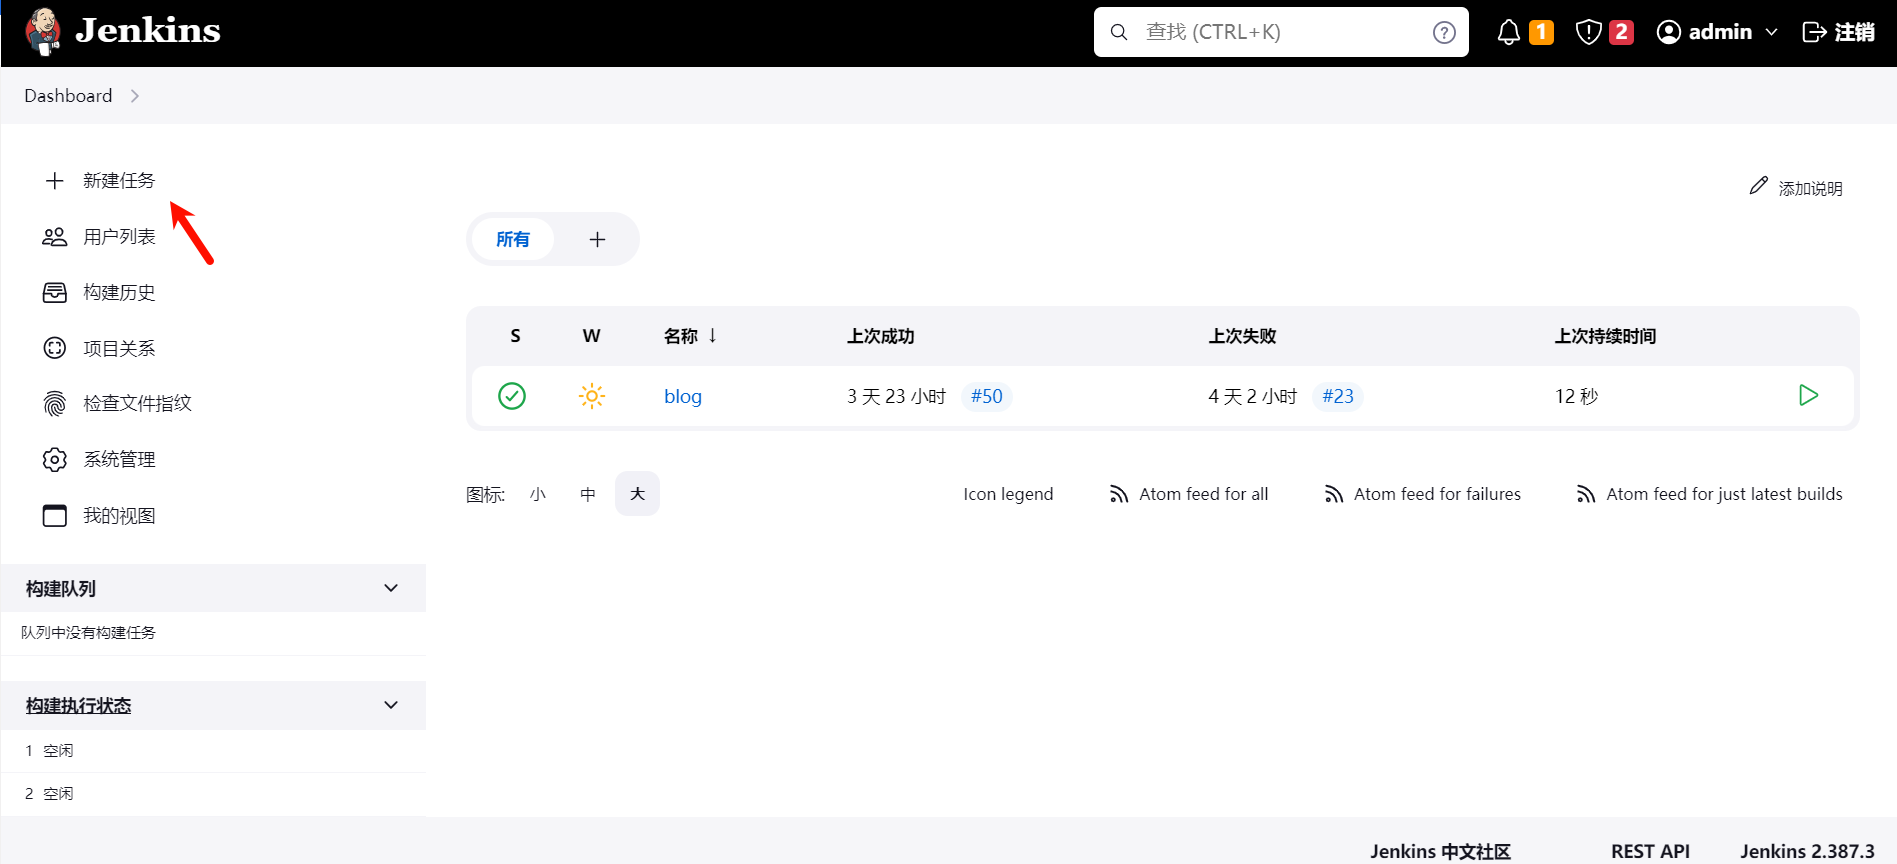 Jenkins
查找 (CTRL+K)
1
2
admin
注销
Dashboard
新建任务
用户列表
构建历史
项目关系
检查文件指纹
系统管理
我的视图
构建队列
队列中没有构建任务
构建执行状态
1 空闲
2 空闲
添加说明
所有
S W 名称 ↓ 上次成功 上次失败 上次持续时间
blog 3 天 23 小时 #50 4 天 2 小时 #23 12 秒
图标: 小 中 大
Icon legend Atom feed for all Atom feed for failures Atom feed for just latest builds
Jenkins 中文社区 REST API Jenkins 2.387.3